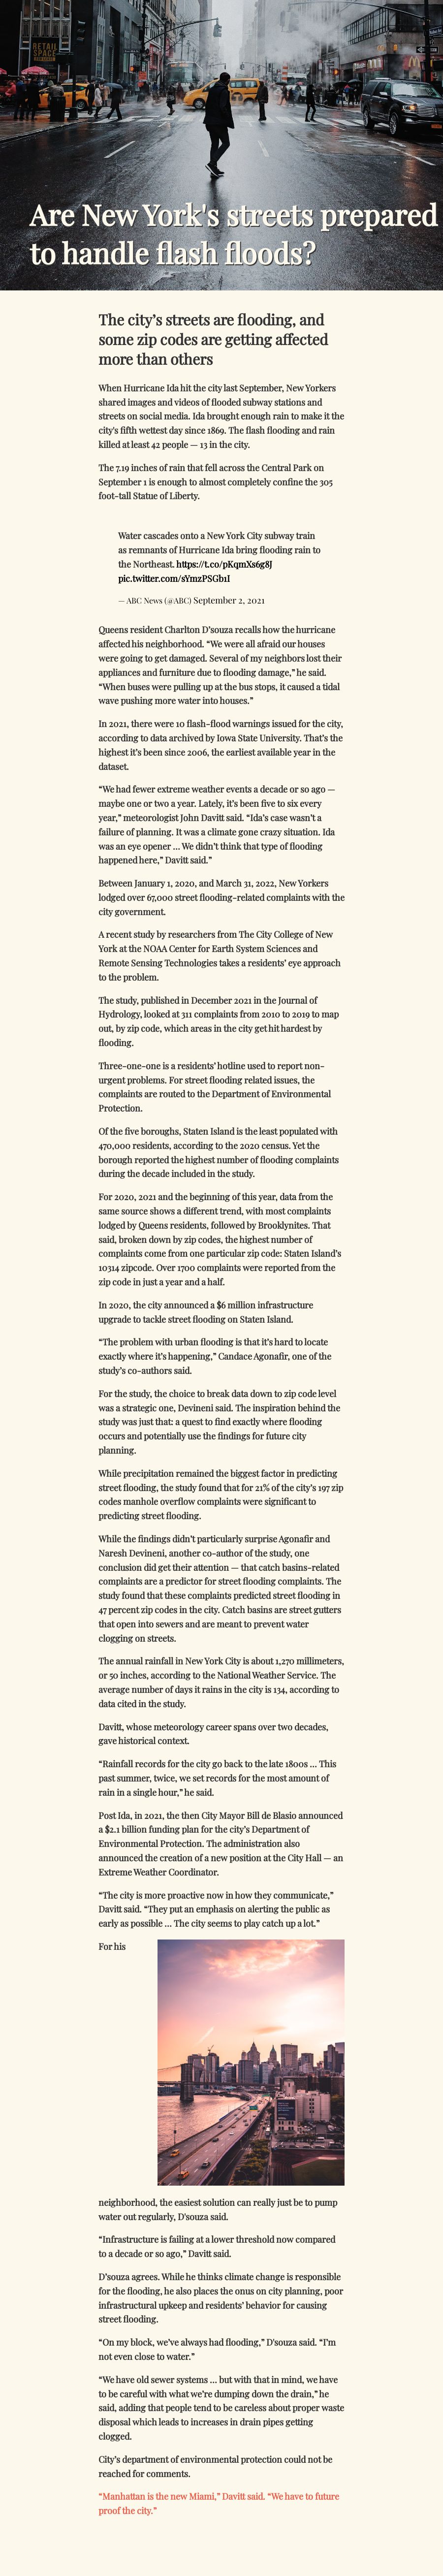 RETAIL
SPACE
Are New York's streets prepared
to handle flash floods?
The city's streets are flooding, and
some zip codes are getting affected
more than others
When Hurricane Ida hit the city last September, New Yorkers
shared images and videos of flooded subway stations and
streets on social media. Ida brought enough rain to make it the
city's fifth wettest day since 1869. The flash flooding and rain
killed at least 42 people — 13 in the city.
The 7.19 inches of rain that fell across the Central Park on
September 1 is enough to almost completely confine the 305
foot-tall Statue of Liberty.
Water cascades onto a New York City subway train
as remnants of Hurricane Ida bring flooding rain to
the Northeast. https://t.co/pKqmXs6g8J
pic.twitter.com/sYmzPSGb1I
— ABC News (@ABC) September 2, 2021
Queens resident Charlton D'souza recalls how the hurricane
affected his neighborhood. “We were all afraid our houses
were going to get damaged. Several of my neighbors lost their
appliances and furniture due to flooding damage,” he said.
“When buses were pulling up at the bus stops, it caused a tidal
wave pushing more water into houses.”
In 2021, there were 10 flash-flood warnings issued for the city,
according to data archived by Iowa State University. That's the
highest it's been since 2006, the earliest available year in the
dataset.
“We had fewer extreme weather events a decade or so ago —
maybe one or two a year. Lately, it's been five to six every
year,” meteorologist John Davitt said. “Ida's case wasn't a
failure of planning. It was a climate gone crazy situation. Ida
was an eye opener ... We didn't think that type of flooding
happened here,” Davitt said.”
Between January 1, 2020, and March 31, 2022, New Yorkers
lodged over 67,000 street flooding-related complaints with the
city government.
A recent study by researchers from The City College of New
York at the NOAA Center for Earth System Sciences and
Remote Sensing Technologies takes a residents' eye approach
to the problem.
The study, published in December 2021 in the Journal of
Hydrology, looked at 311 complaints from 2010 to 2019 to map
out, by zip code, which areas in the city get hit hardest by
flooding.
Three-one-one is a residents' hotline used to report non-
urgent problems. For street flooding related issues, the
complaints are routed to the Department of Environmental
Protection.
Of the five boroughs, Staten Island is the least populated with
470,000 residents, according to the 2020 census. Yet the
borough reported the highest number of flooding complaints
during the decade included in the study.
For 2020, 2021 and the beginning of this year, data from the
same source shows a different trend, with most complaints
lodged by Queens residents, followed by Brooklynites. That
said, broken down by zip codes, the highest number of
complaints come from one particular zip code: Staten Island's
10314 zipcode. Over 1700 complaints were reported from the
zip code in just a year and a half.
In 2020, the city announced a $6 million infrastructure
upgrade to tackle street flooding on Staten Island.
“The problem with urban flooding is that it's hard to locate
exactly where it's happening,” Candace Agonafir, one of the
study's co-authors said.
For the study, the choice to break data down to zip code level
was a strategic one, Devineni said. The inspiration behind the
study was just that: a quest to find exactly where flooding
occurs and potentially use the findings for future city
planning.
While precipitation remained the biggest factor in predicting
street flooding, the study found that for 21% of the city's 197 zip
codes manhole overflow complaints were significant to
predicting street flooding.
While the findings didn't particularly surprise Agonafir and
Naresh Devineni, another co-author of the study, one
conclusion did get their attention — that catch basins-related
complaints are a predictor for street flooding complaints. The
study found that these complaints predicted street flooding in
47 percent zip codes in the city. Catch basins are street gutters
that open into sewers and are meant to prevent water
clogging on streets.
The annual rainfall in New York City is about 1,270 millimeters,
or 50 inches, according to the National Weather Service. The
average number of days it rains in the city is 134, according to
data cited in the study.
Davitt, whose meteorology career spans over two decades,
gave historical context.
“Rainfall records for the city go back to the late 1800s ... This
past summer, twice, we set records for the most amount of
rain in a single hour,” he said.
Post Ida, in 2021, the then City Mayor Bill de Blasio announced
a $2.1 billion funding plan for the city's Department of
Environmental Protection. The administration also
announced the creation of a new position at the City Hall — an
Extreme Weather Coordinator.
“The city is more proactive now in how they communicate,”
Davitt said. “They put an emphasis on alerting the public as
early as possible ... The city seems to play catch up a lot.”
For his
neighborhood, the easiest solution can really just be to pump
water out regularly, D'souza said.
“Infrastructure is failing at a lower threshold now compared
to a decade or so ago,” Davitt said.
D'souza agrees. While he thinks climate change is responsible
for the flooding, he also places the onus on city planning, poor
infrastructural upkeep and residents' behavior for causing
street flooding.
“On my block, we've always had flooding,” D'souza said. “I'm
not even close to water.”
“We have old sewer systems ... but with that in mind, we have
to be careful with what we're dumping down the drain,” he
said, adding that people tend to be careless about proper waste
disposal which leads to increases in drain pipes getting
clogged.
City's department of environmental protection could not be
reached for comments.
“Manhattan is the new Miami,” Davitt said. “We have to future
proof the city.”